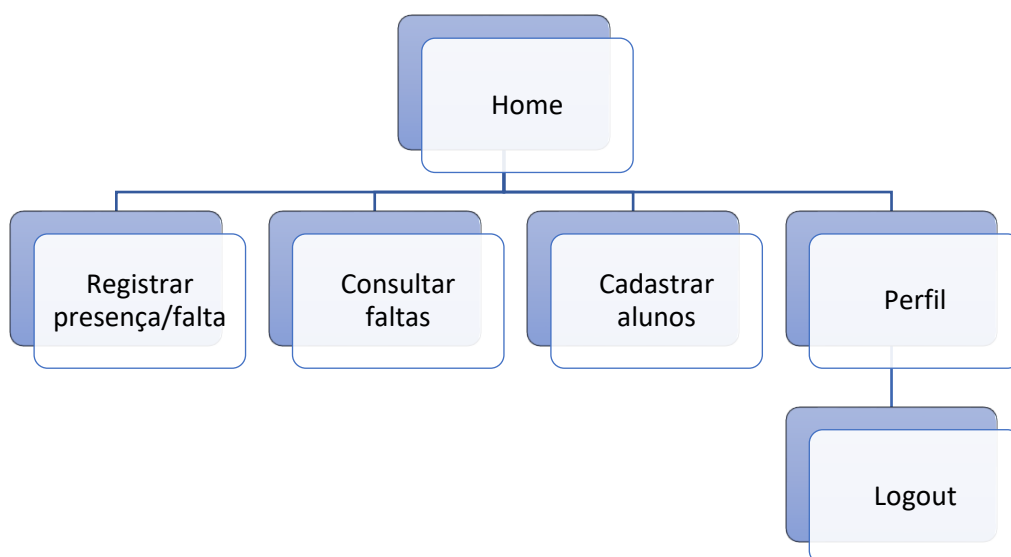 Home
Registrar
presença/falta
Consultar
faltas
Cadastrar
alunos
Perfil
Logout